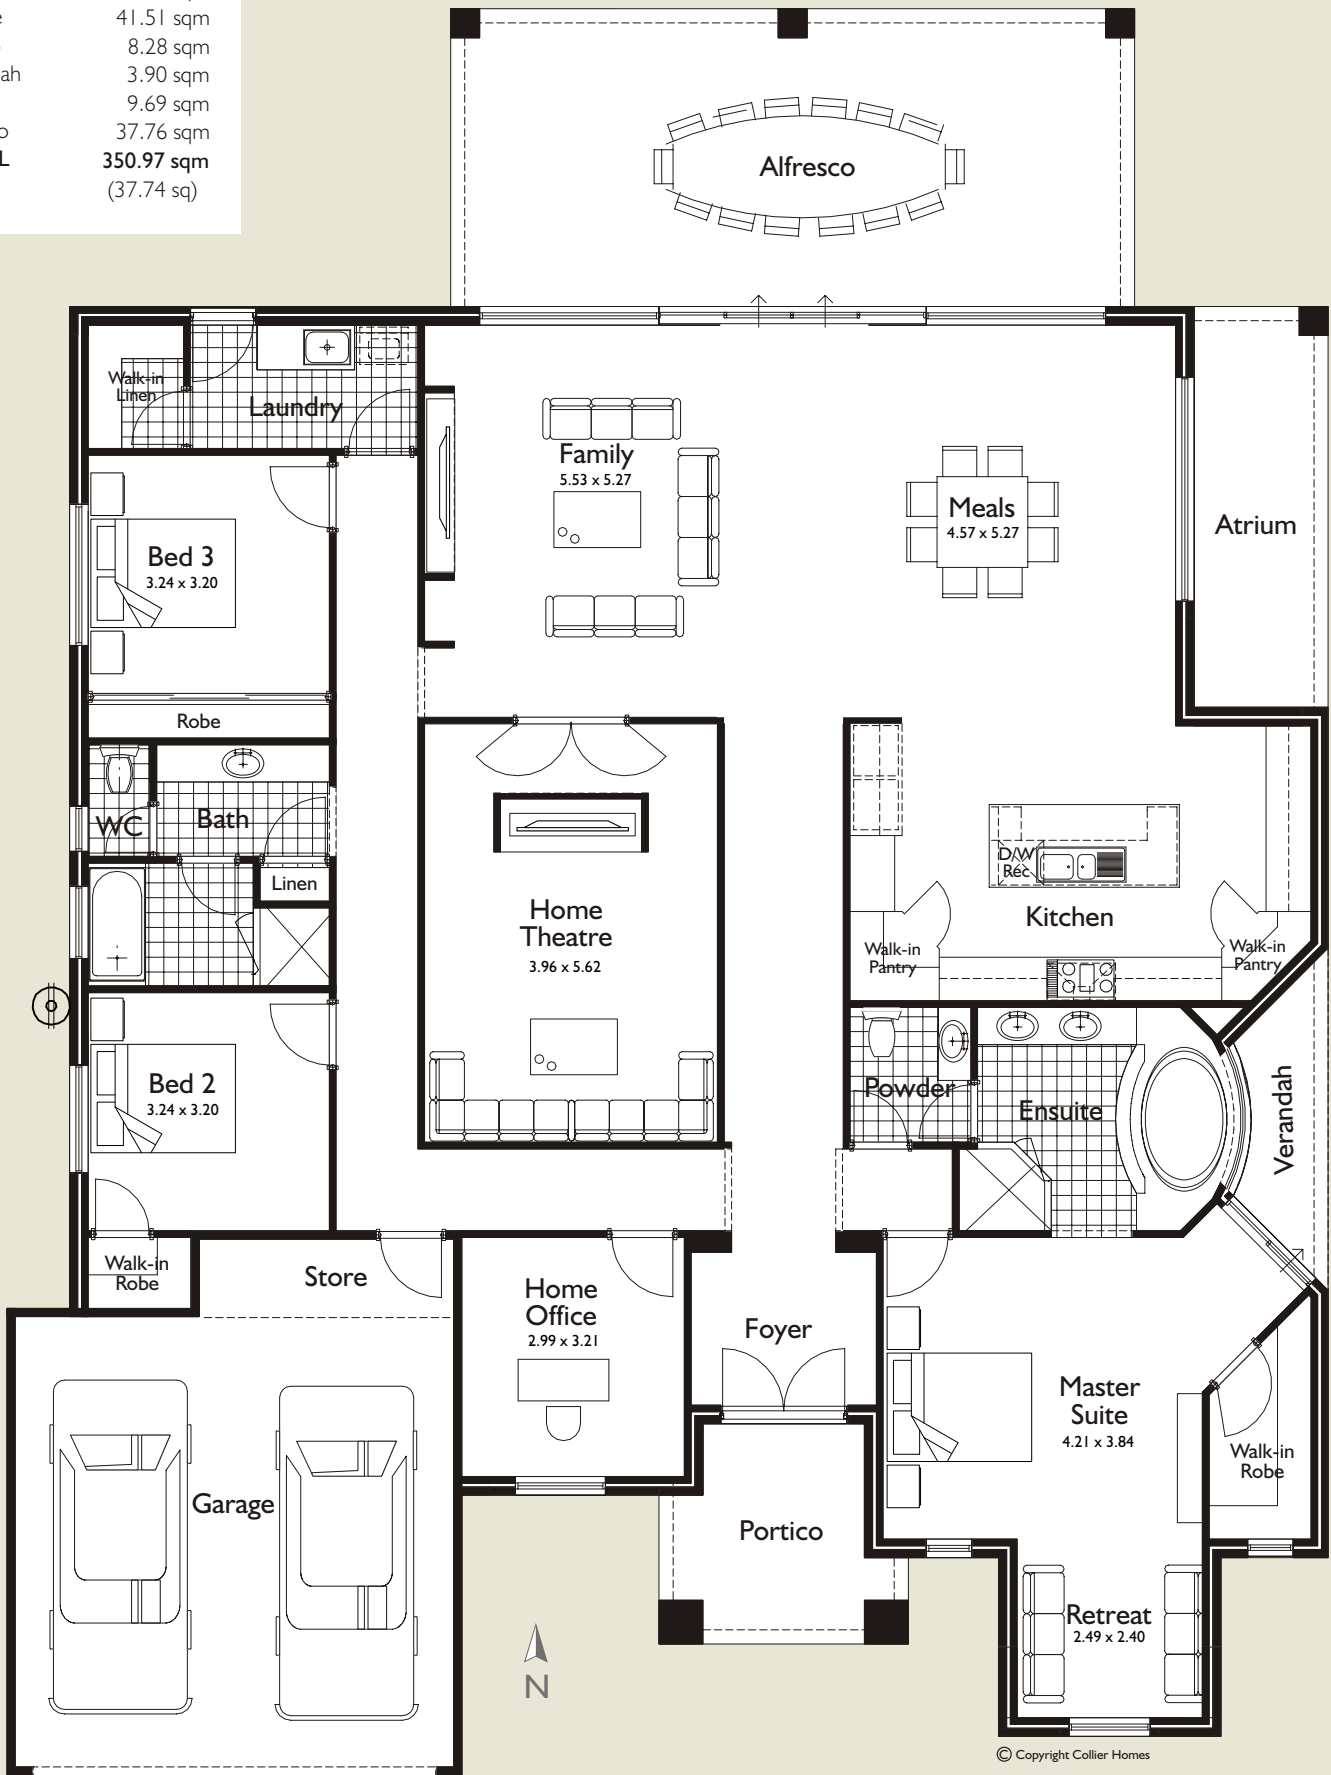 41.51 sqm
8.28 sqm
ah 3.90 sqm
9.69 sqm
o 37.76 sqm
L 350.97 sqm
(37.74 sq)
Alfresco
Walk-in
Linen
Laundry
Family
5.53 x 5.27
Meals
4.57 x 5.27
Atrium
Bed 3
3.24 x 3.20
Robe
WC
Bath
Linen
D/W
Rec
Kitchen
Home
Theatre
3.96 x 5.62
Walk-in
Pantry
Walk-in
Pantry
Bed 2
3.24 x 3.20
Powder
Ensuite
Verandah
Walk-in
Robe
Store
Home
Office
2.99 x 3.21
Foyer
Master
Suite
4.21 x 3.84
Walk-in
Robe
Garage
Portico
Retreat
2.49 x 2.40
N
© Copyright Collier Homes